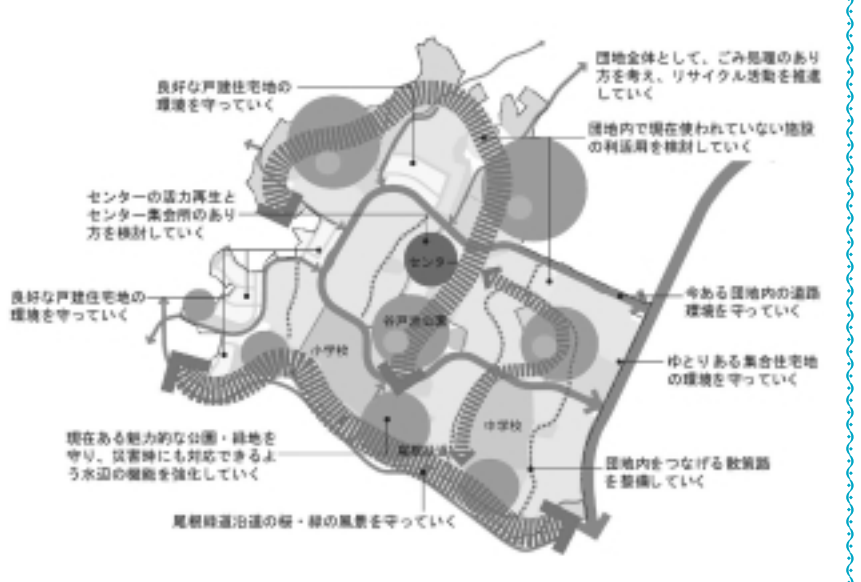 良好な戸建住宅地の
環境を守っていく
団地全体として、ごみ処理のあり
方を考え、リサイクル活動を推進
していく
団地内で現在使われていない施設
の利活用を検討していく
センターの活力再生と
センター集会所のあり
方を検討していく
センター
良好な戸建住宅地の
環境を守っていく
今ある団地内の道路
環境を守っていく
谷戸池公園
小学校
ゆとりある集合住宅地
の環境を守っていく
中学校
現在ある魅力的な公園・緑地を
守り、災害時にも対応できるよ
う水辺の機能を強化していく
尾根緑道
団地内をつなげる散策路
を整備していく
尾根緑道沿道の桜・緑の風景を守っていく